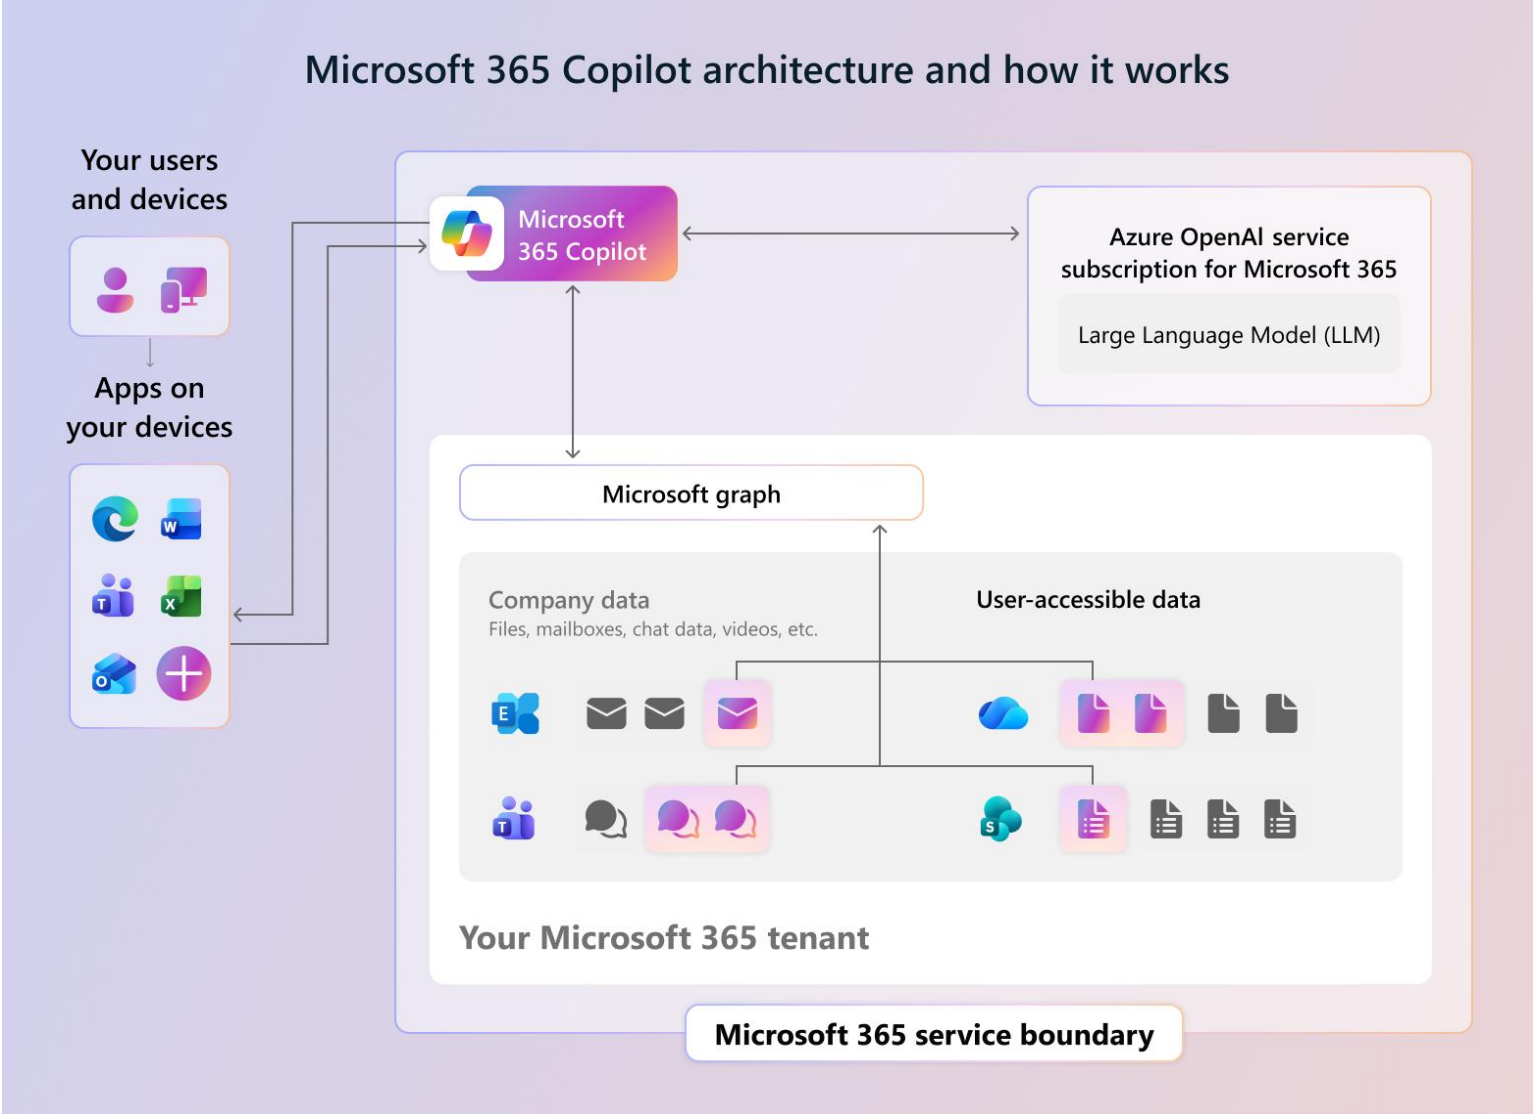 Microsoft 365 Copilot architecture and how it works
Your users
and devices
Apps on
your devices
W
T
X
O
Microsoft
365 Copilot
Azure OpenAI service
subscription for Microsoft 365
Large Language Model (LLM)
Microsoft graph
Company data
Files, mailboxes, chat data, videos, etc.
User-accessible data
E
T
S
Your Microsoft 365 tenant
Microsoft 365 service boundary